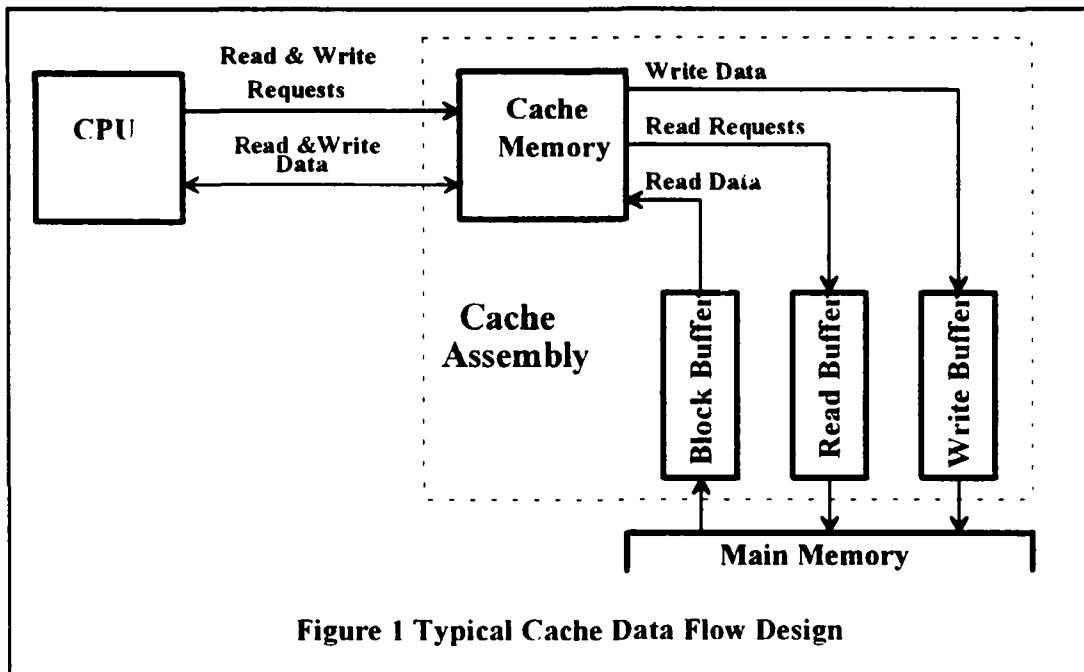 Read & Write
Requests
CPU
Read &Write
Data
Cache
Memory
Write Data
Read Requests
Read Data
Cache
Assembly
Block Buffer
Read Buffer
Write Buffer
Main Memory
Figure 1 Typical Cache Data Flow Design